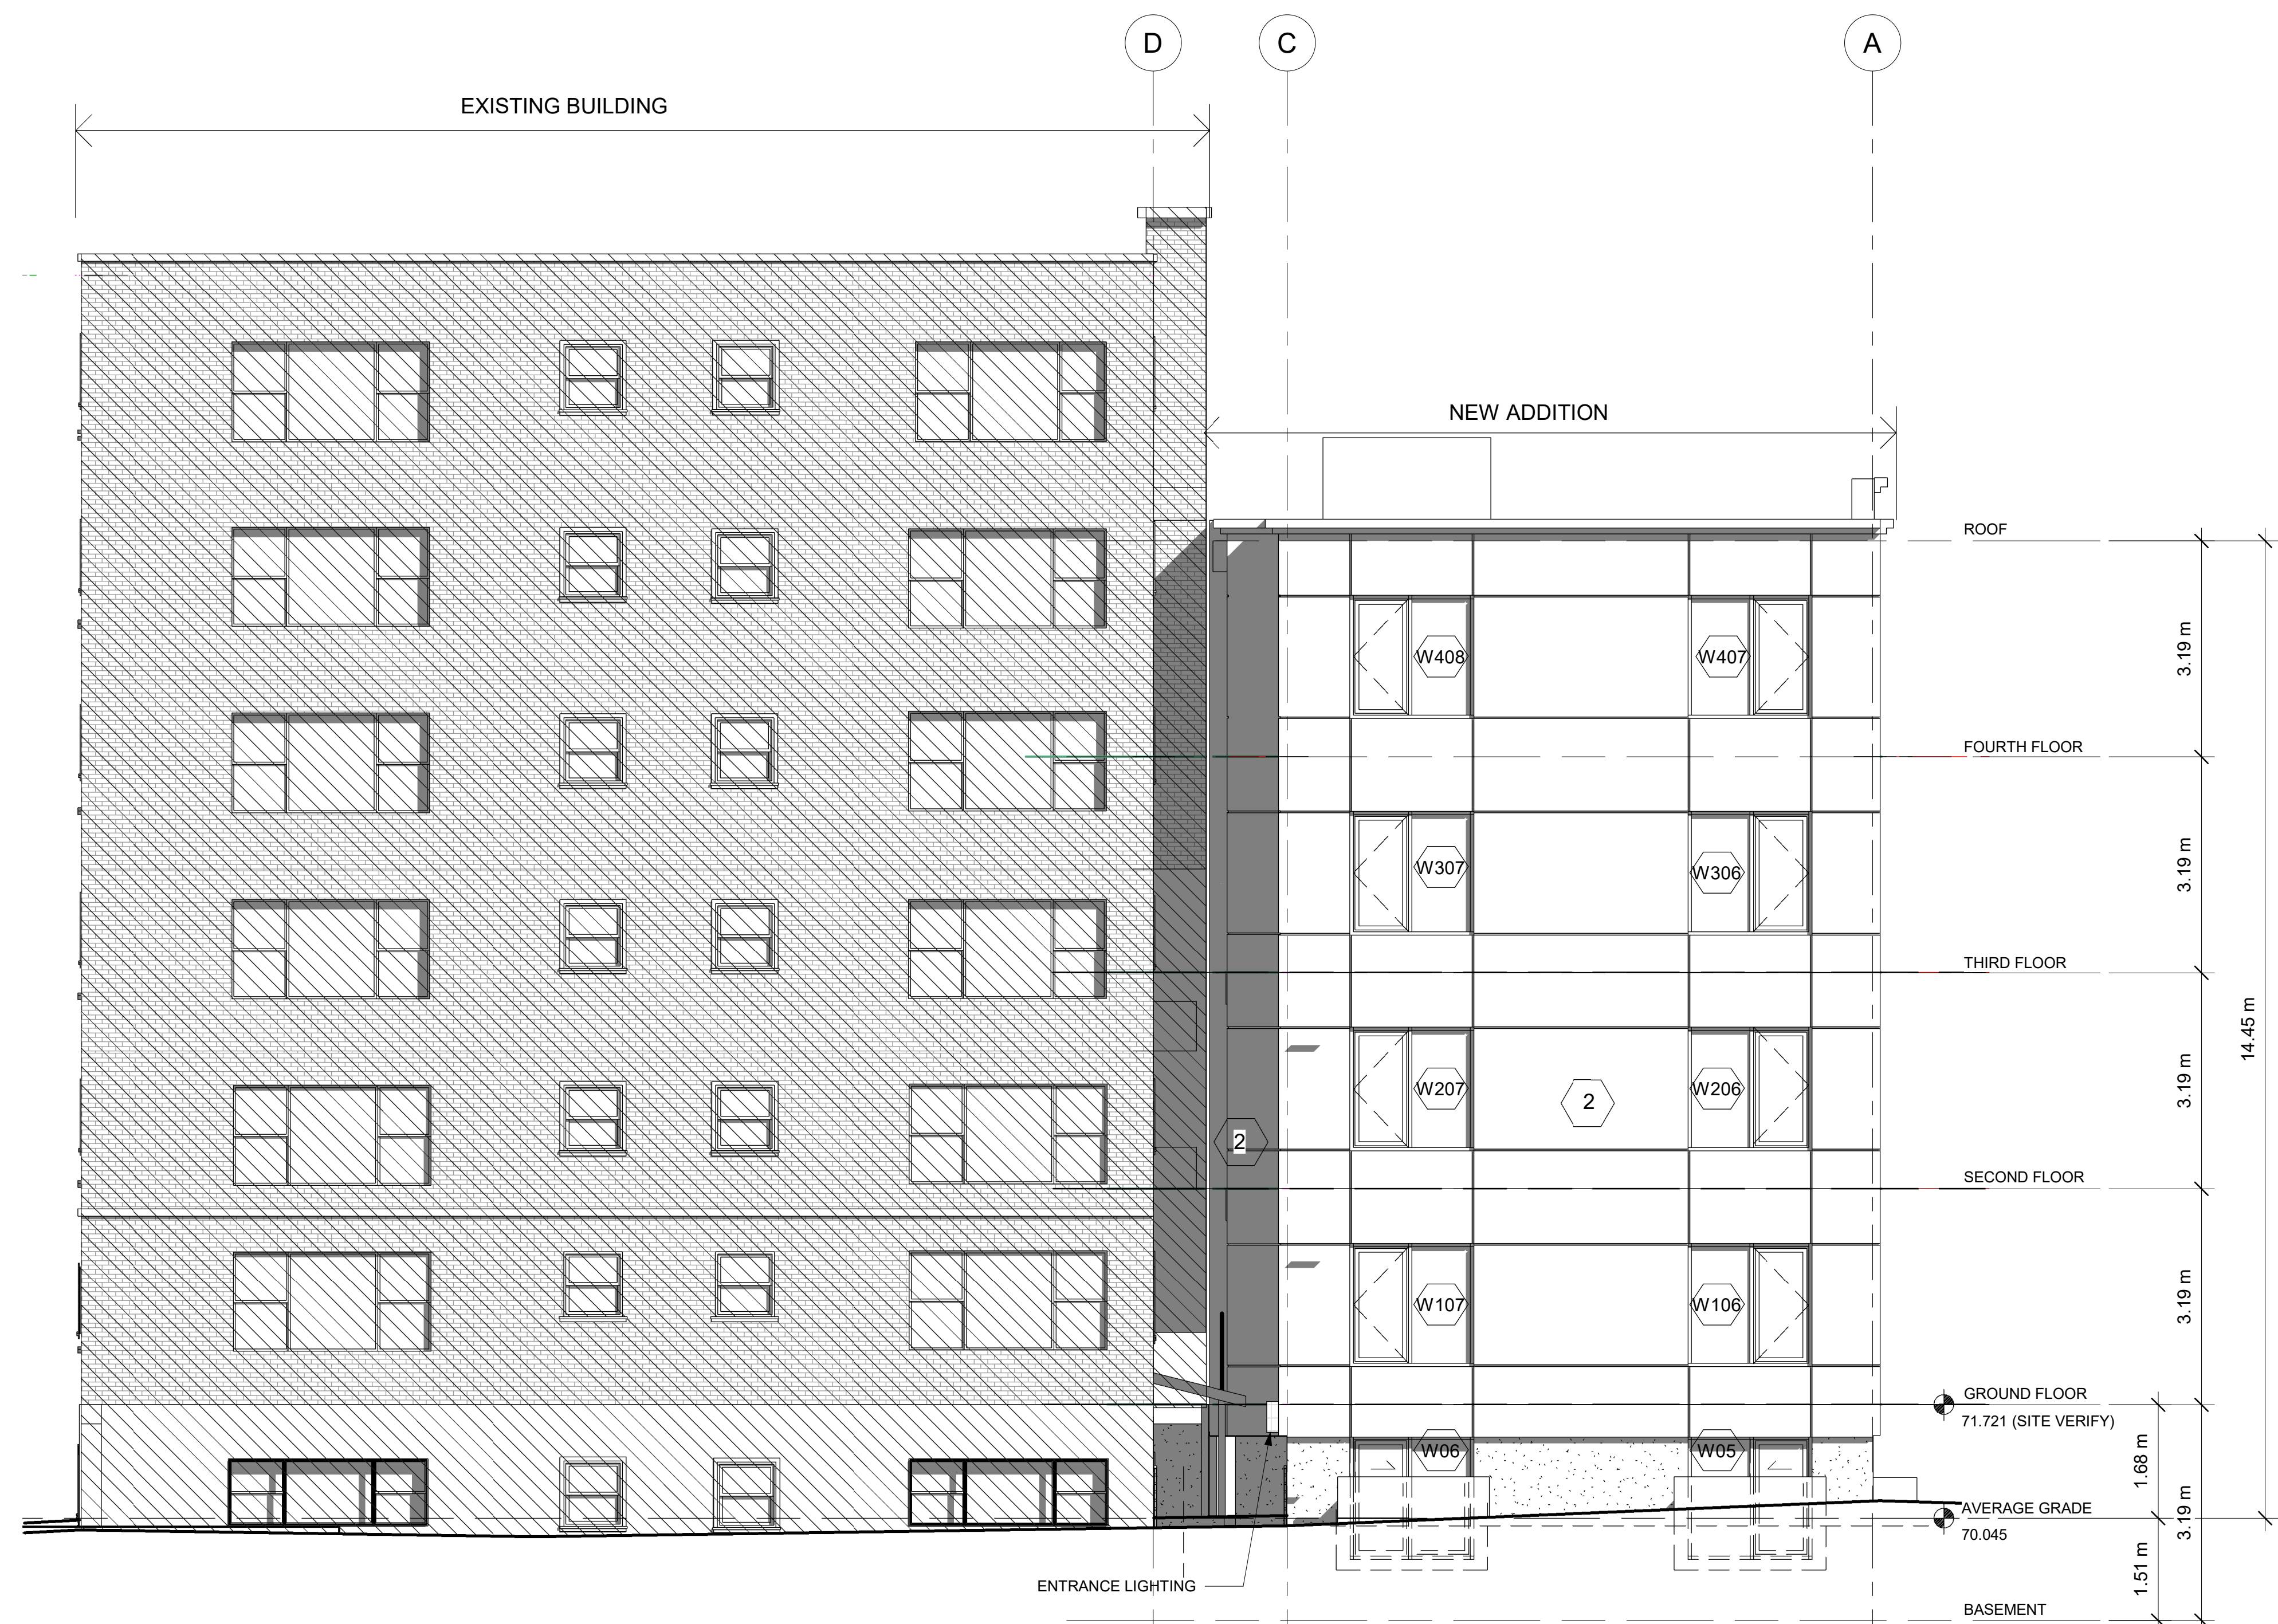 D
C
A
EXISTING BUILDING
NEW ADDITION
ROOF
W408
W407
3.19 m
FOURTH FLOOR
W307
W306
3.19 m
THIRD FLOOR
14.45 m
W207
W206
3.19 m
2
2
SECOND FLOOR
W107
W106
3.19 m
GROUND FLOOR
71.721 (SITE VERIFY)
W06
W05
1.68 m
AVERAGE GRADE
70.045
3.19 m
1.51 m
ENTRANCE LIGHTING
BASEMENT